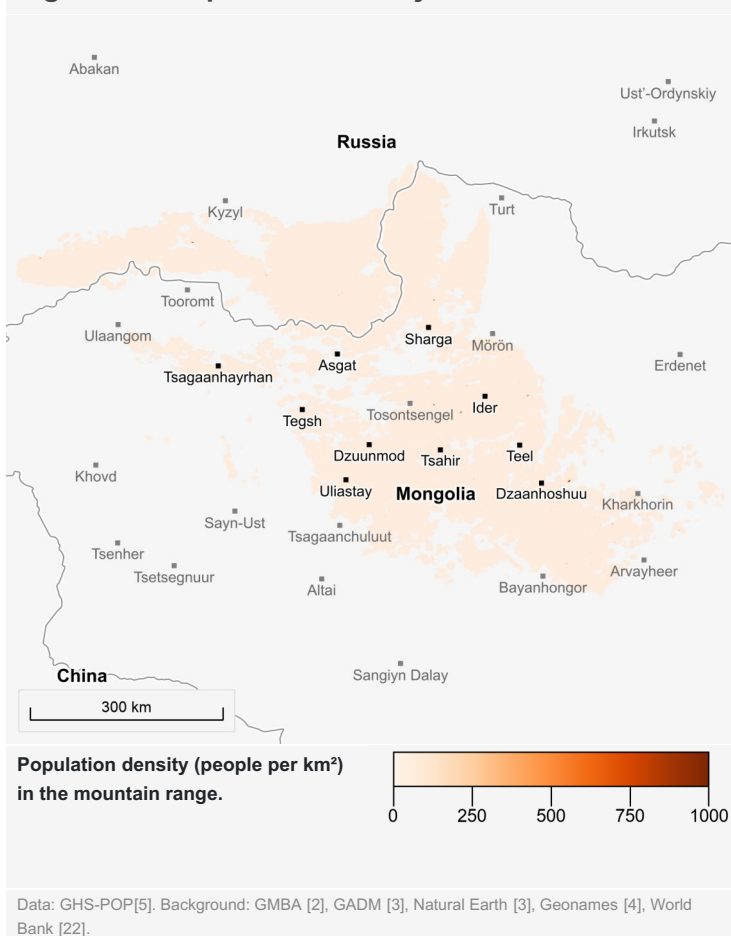 Abakan
Ust'-Ordynskiy
Irkutsk
Russia
Kyzyl
Turt
Tooromt
Ulaangom
Sharga
Mörön
Asgat
Erdenet
Tsagaanhayrhan
Ider
Tegsh
Tosontsengel
Dzuunmod
Tsahir
Teel
Khovd
Uliastay
Mongolia
Dzaanhoshuu
Kharkhorin
Sayn-Ust
Tsagaanchuluut
Tsenher
Tsetsegnuur
Altai
Bayanhongor
Arvayheer
China
Sangiyn Dalay
300 km
Population density (people per km²)
in the mountain range.
0 250 500 750 1000
Data: GHS-POP[5]. Background: GMBA [2], GADM [3], Natural Earth [3], Geonames [4], World
Bank [22].